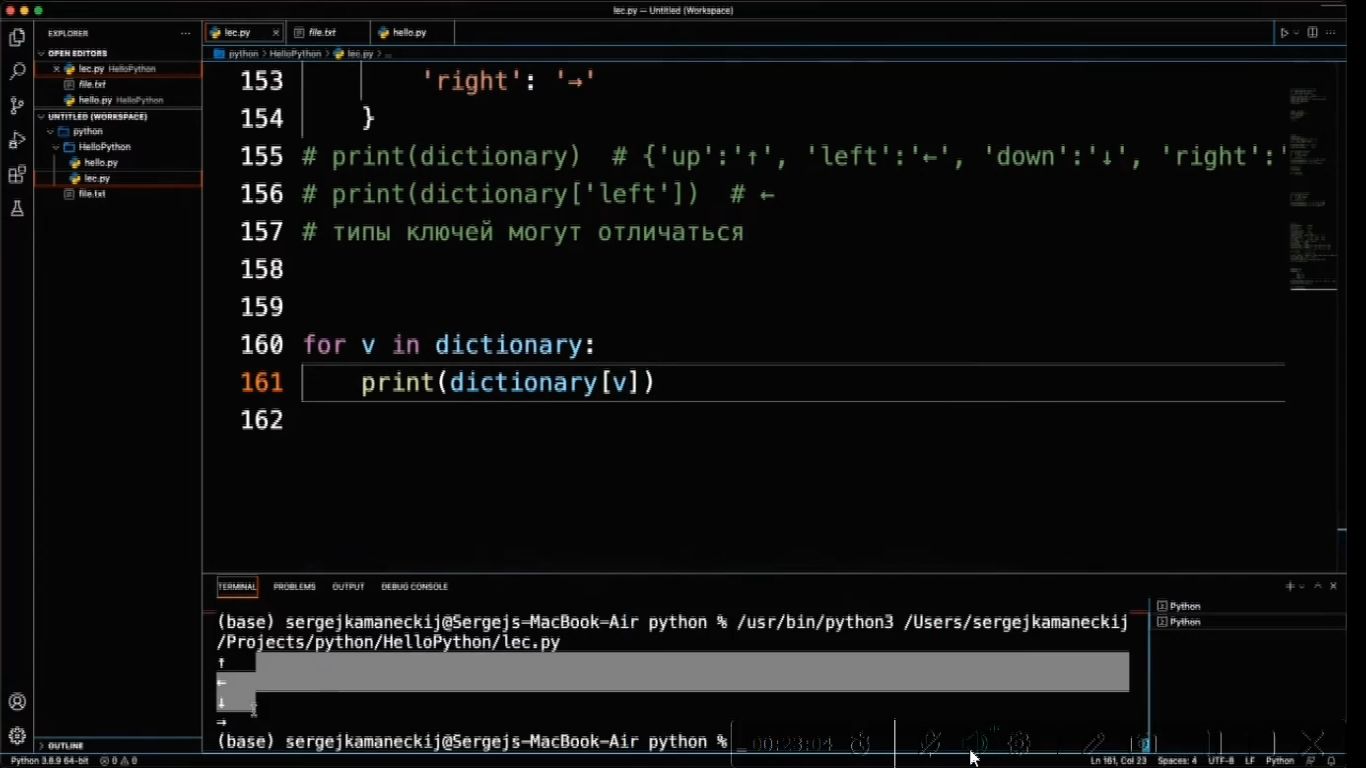 lec.py — Untitled (Workspace)
EXPLORER
OPEN EDITORS
lec.py HelloPython
file.txt
hello.py HelloPython
UNTITLED (WORKSPACE)
python
HelloPython
hello.py
lec.py
file.txt
OUTLINE
lec.py file.txt hello.py
python > HelloPython > lec.py > ...
153 'right': '→'
154 }
155 # print(dictionary)  # {'up':'↑', 'left':'←', 'down':'↓', 'right':'
156 # print(dictionary['left'])  # ←
157 # типы ключей могут отличаться
158
159
160 for v in dictionary:
161 print(dictionary[v])
162
TERMINAL PROBLEMS OUTPUT DEBUG CONSOLE
(base) sergejkamaneckij@Sergejs-MacBook-Air python % /usr/bin/python3 /Users/sergejkamaneckij
/Projects/python/HelloPython/lec.py
↑
←
↓
→
(base) sergejkamaneckij@Sergejs-MacBook-Air python %
Python
Python
00:23:04
Python 3.8.9 64-bit 0 0 Ln 161, Col 23 Spaces: 4 UTF-8 LF Python